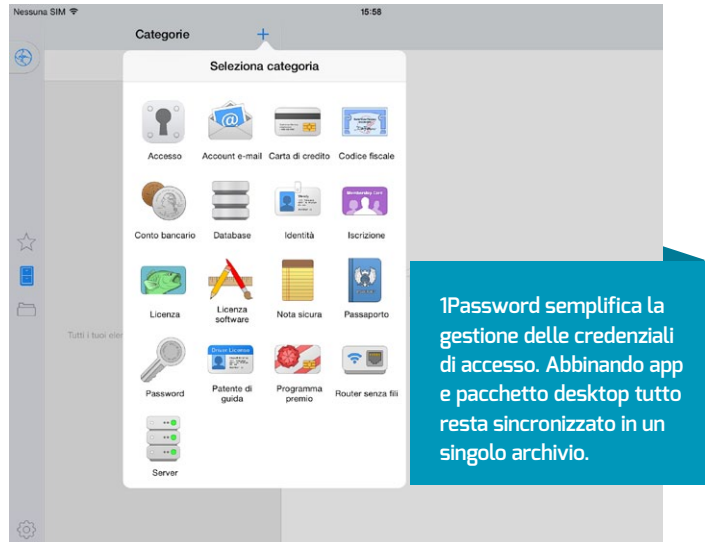 Nessuna SIM
15:58
Categorie
+
Seleziona categoria
Accesso
Account e-mail
Carta di credito
Codice fiscale
Conto bancario
Database
Identità
Iscrizione
Licenza
Licenza
software
Nota sicura
Passaporto
Password
Patente di
guida
Programma
premio
Router senza fili
Server
Tutti i tuoi
1Password semplifica la
gestione delle credenziali
di accesso. Abbinando app
e pacchetto desktop tutto
resta sincronizzato in un
singolo archivio.